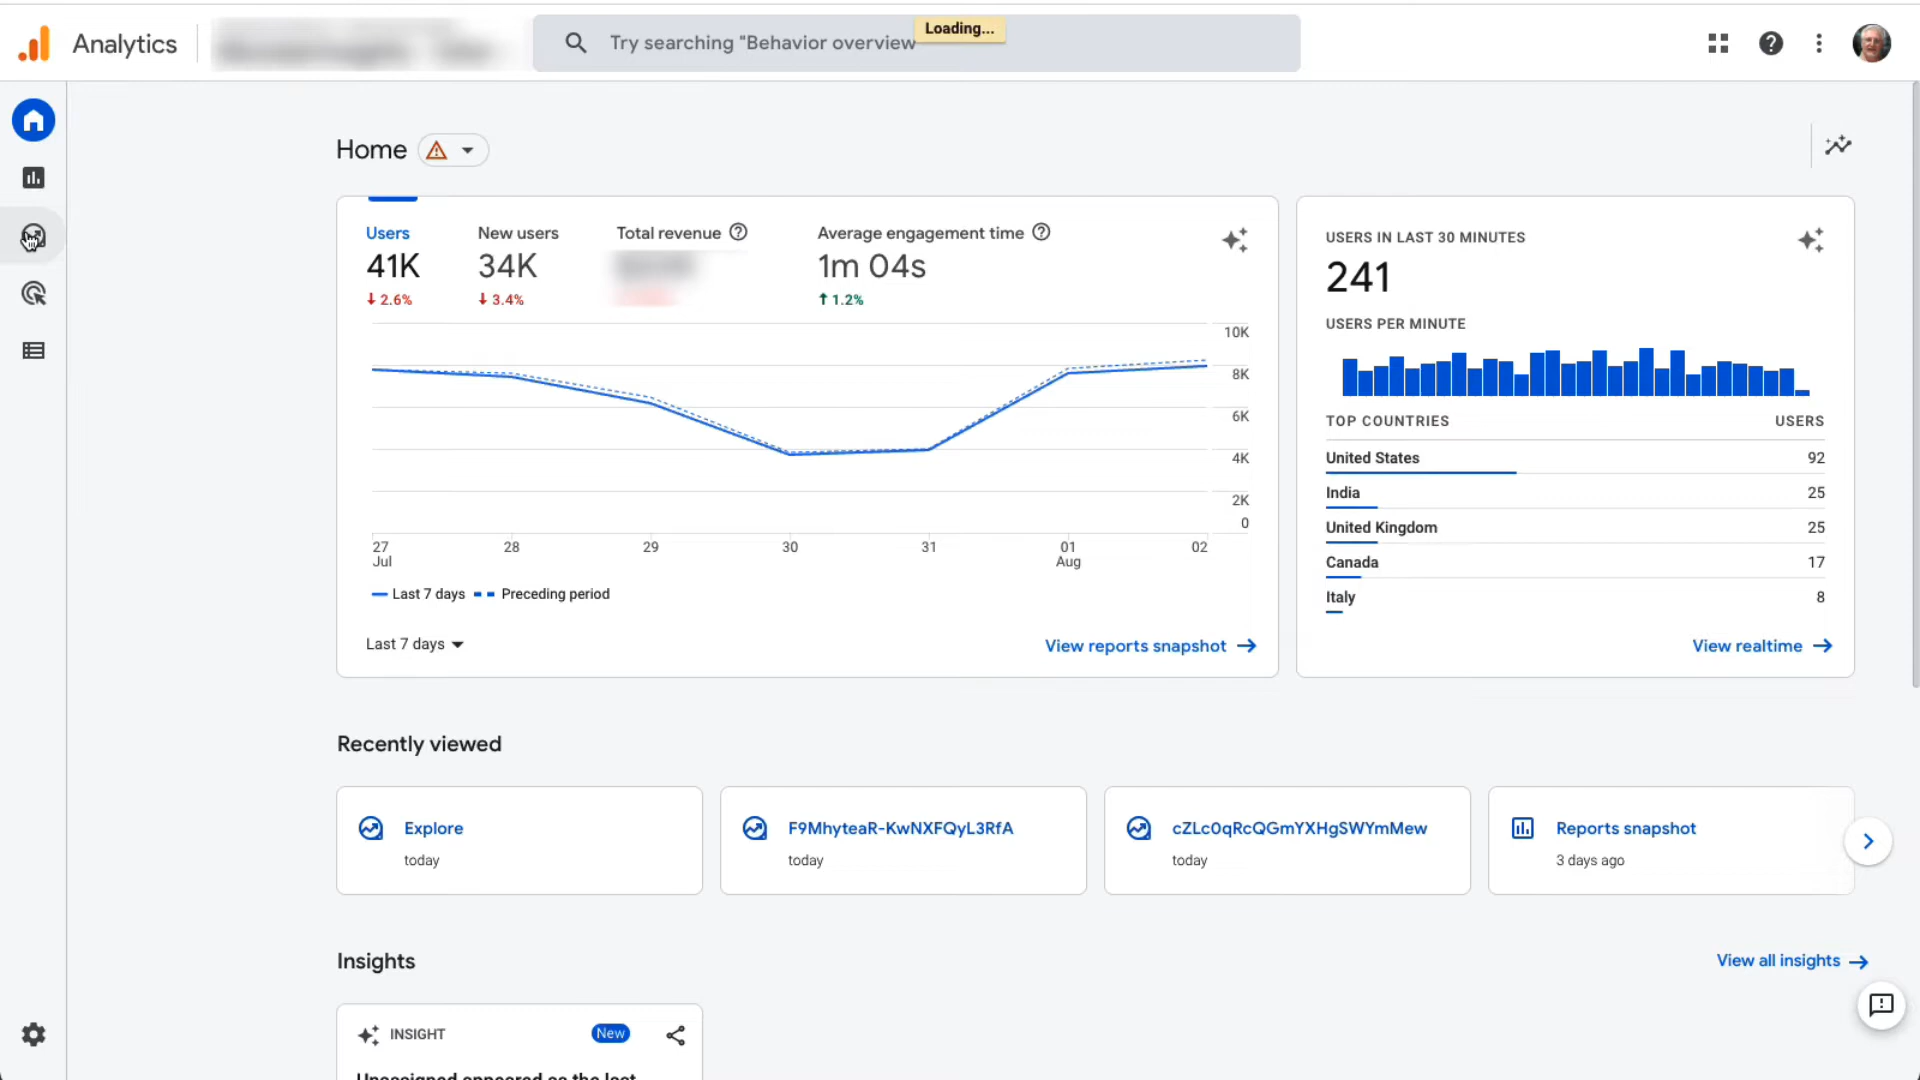 Analytics
Try searching "Behavior overview
Loading...
Home
Users
41K
2.6%
New users
34K
3.4%
Total revenue
Average engagement time
1m 04s
1.2%
10K
8K
6K
4K
2K
0
27
Jul
28
29
30
31
01
Aug
02
Last 7 days
Preceding period
Last 7 days
View reports snapshot
USERS IN LAST 30 MINUTES
241
USERS PER MINUTE
TOP COUNTRIES USERS
United States 92
India 25
United Kingdom 25
Canada 17
Italy 8
View realtime
Recently viewed
Explore
today
F9MhyteaR-KwNXFQyL3RfA
today
cZLc0qRcQGmYXHgSWYmMew
today
Reports snapshot
3 days ago
Insights
View all insights
INSIGHT
New
Unassigned appeared as the last